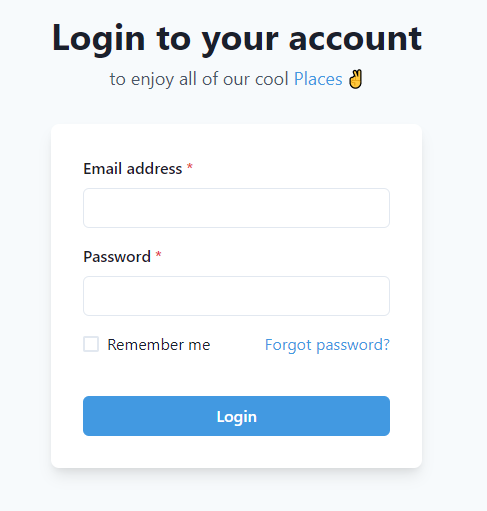 Login to your account
to enjoy all of our cool Places ✌️
Email address *
Password *
Remember me
Forgot password?
Login